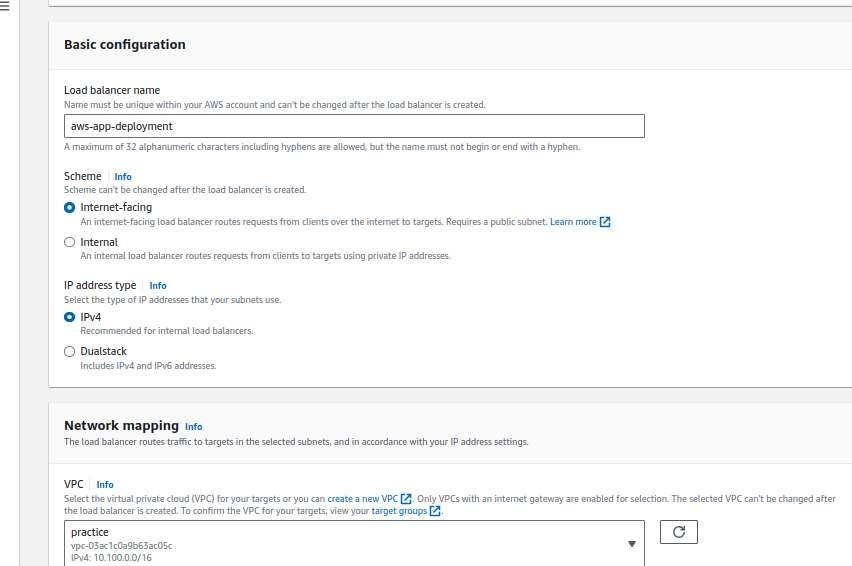 Basic configuration
Load balancer name
Name must be unique within your AWS account and can't be changed after the load balancer is created.
aws-app-deployment
A maximum of 32 alphanumeric characters including hyphens are allowed, but the name must not begin or end with a hyphen.
Scheme Info
Scheme can't be changed after the load balancer is created.
Internet-facing
An internet-facing load balancer routes requests from clients over the internet to targets. Requires a public subnet. Learn more
Internal
An internal load balancer routes requests from clients to targets using private IP addresses.
IP address type Info
Select the type of IP addresses that your subnets use.
IPv4
Recommended for internal load balancers.
Dualstack
Includes IPv4 and IPv6 addresses.
Network mapping Info
The load balancer routes traffic to targets in the selected subnets, and in accordance with your IP address settings.
VPC Info
Select the virtual private cloud (VPC) for your targets or you can create a new VPC. Only VPCs with an internet gateway are enabled for selection. The selected VPC can't be changed after
the load balancer is created. To confirm the VPC for your targets, view your target groups.
practice
vpc-03ac1c0a9b63ac05c
IPv4: 10.100.0.0/16